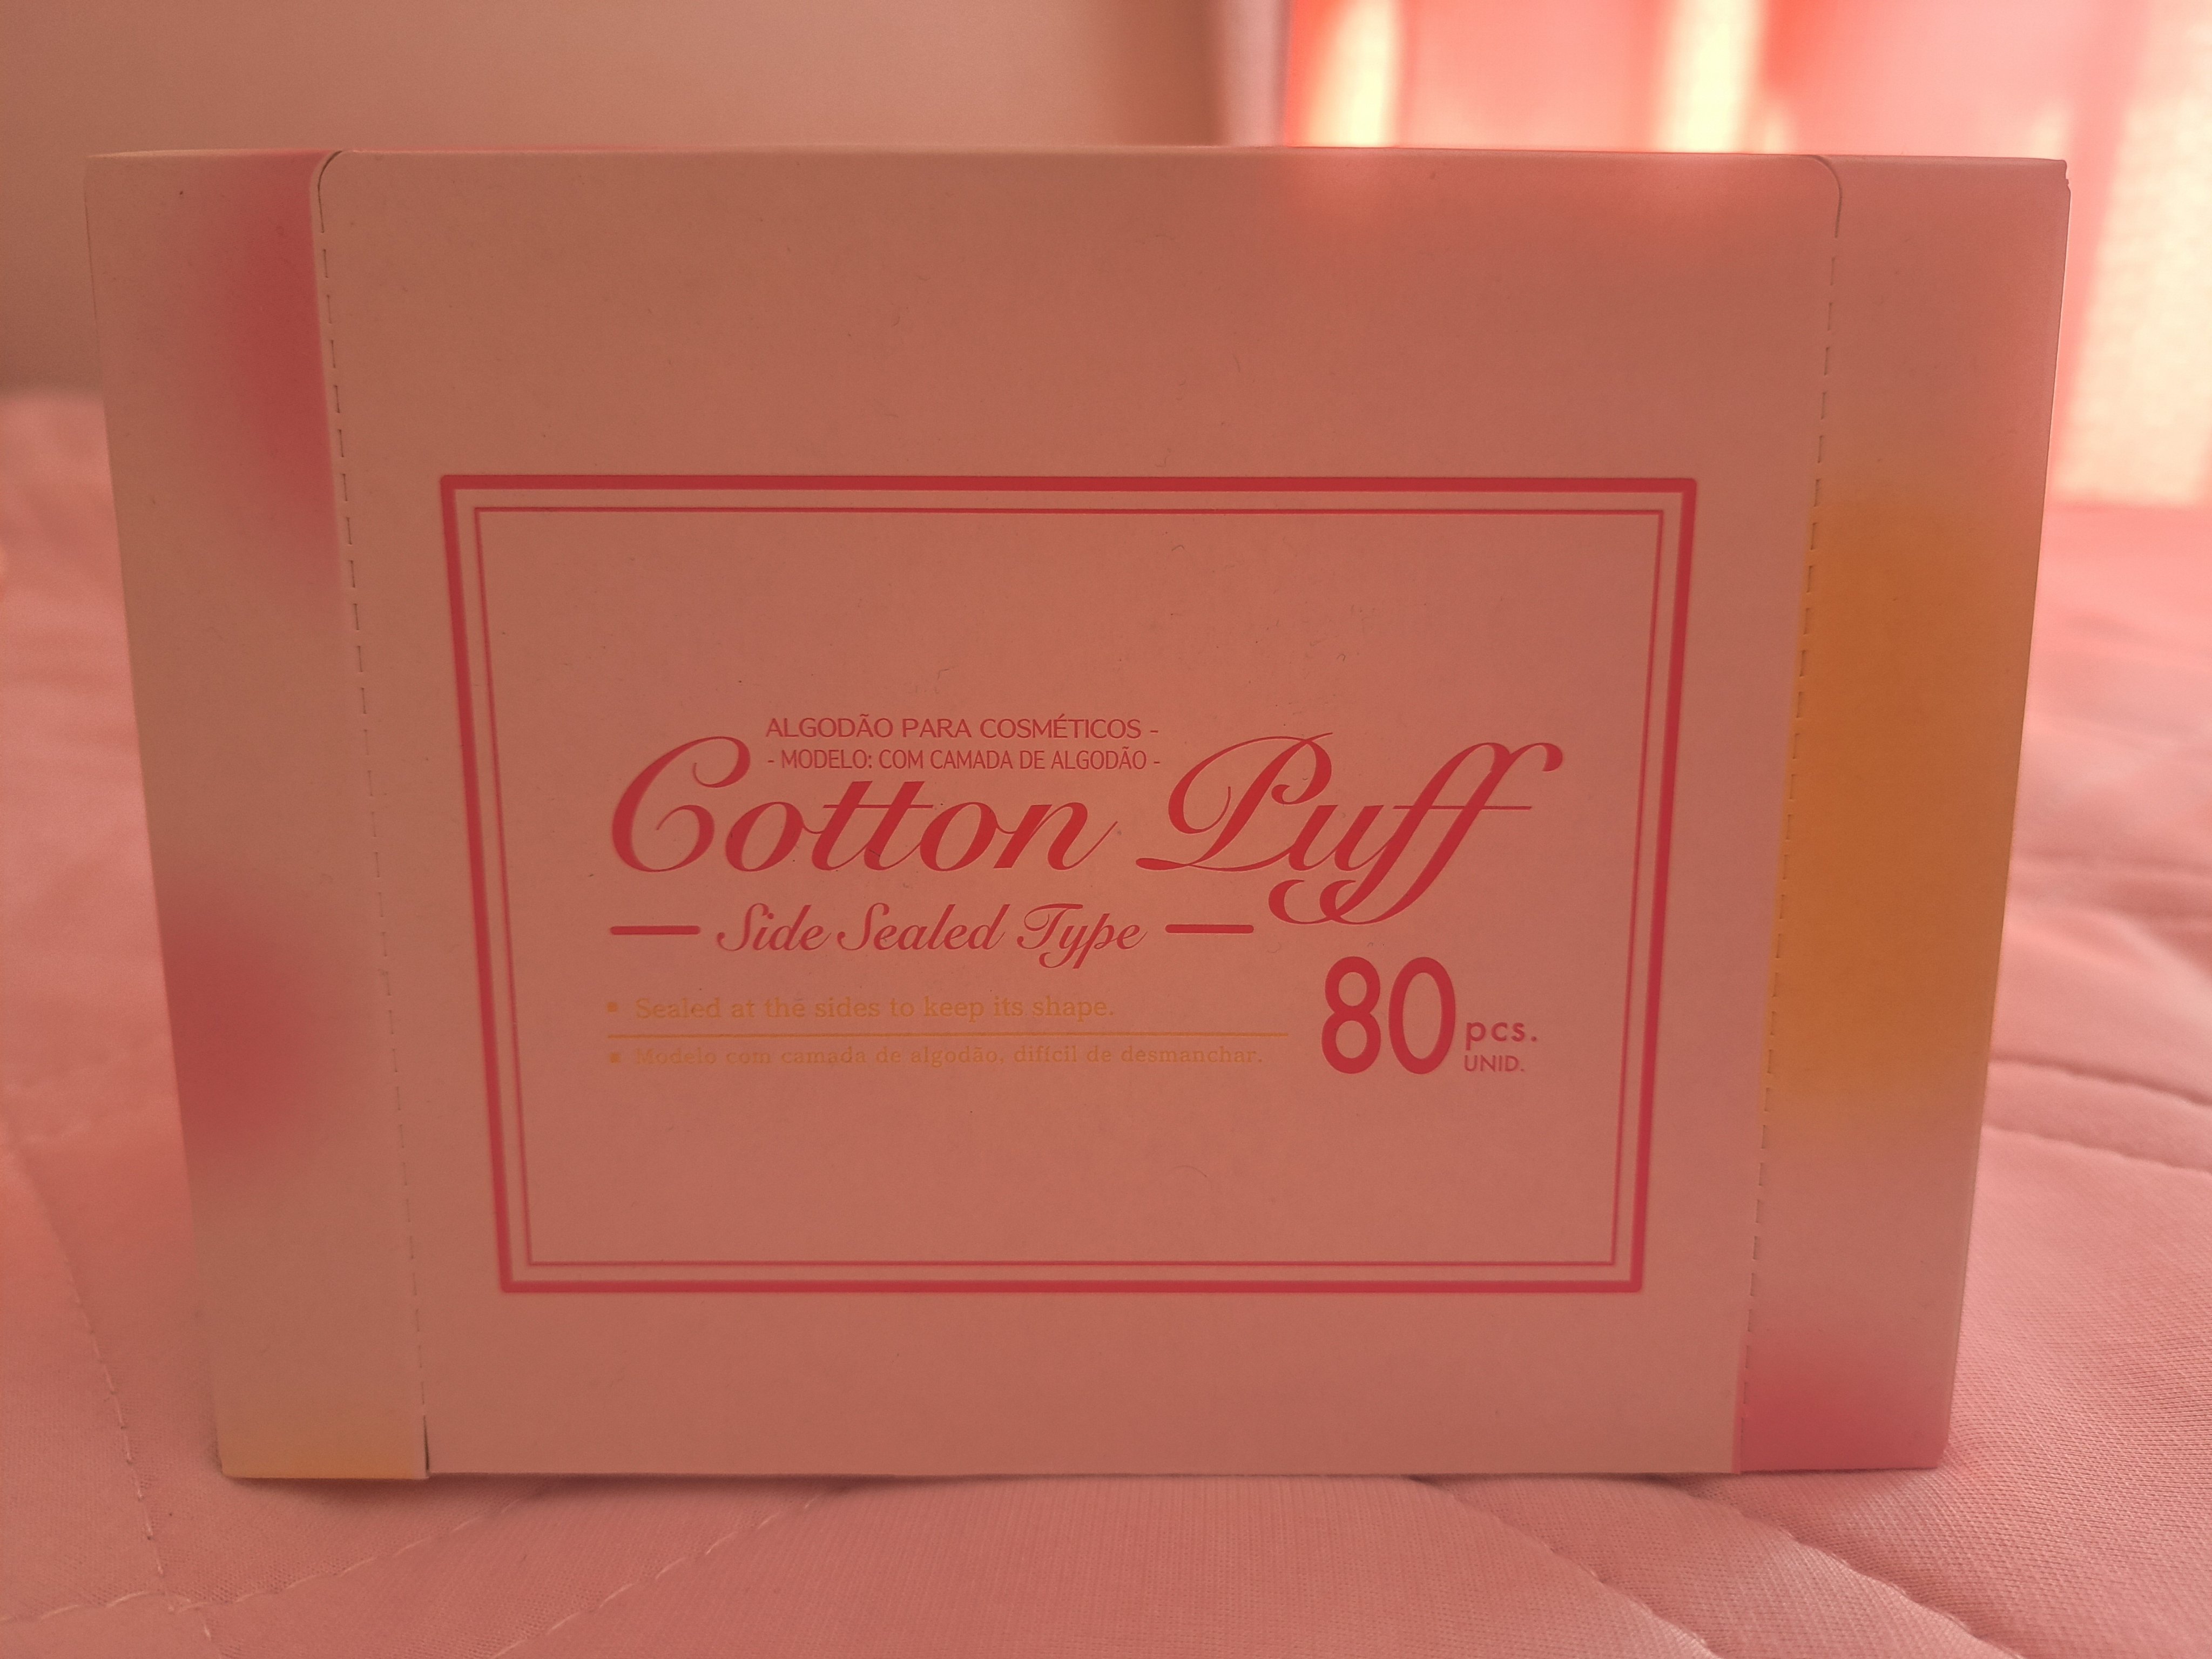 ALGODÃO PARA COSMÉTICOS -
- MODELO: COM CAMADA DE ALGODÃO -
Cotton Puff
Side Sealed Type
▪ Sealed at the sides to keep its shape.
▪ Modelo com camada de algodão, difícil de desmanchar.
80 pcs.
UNID.